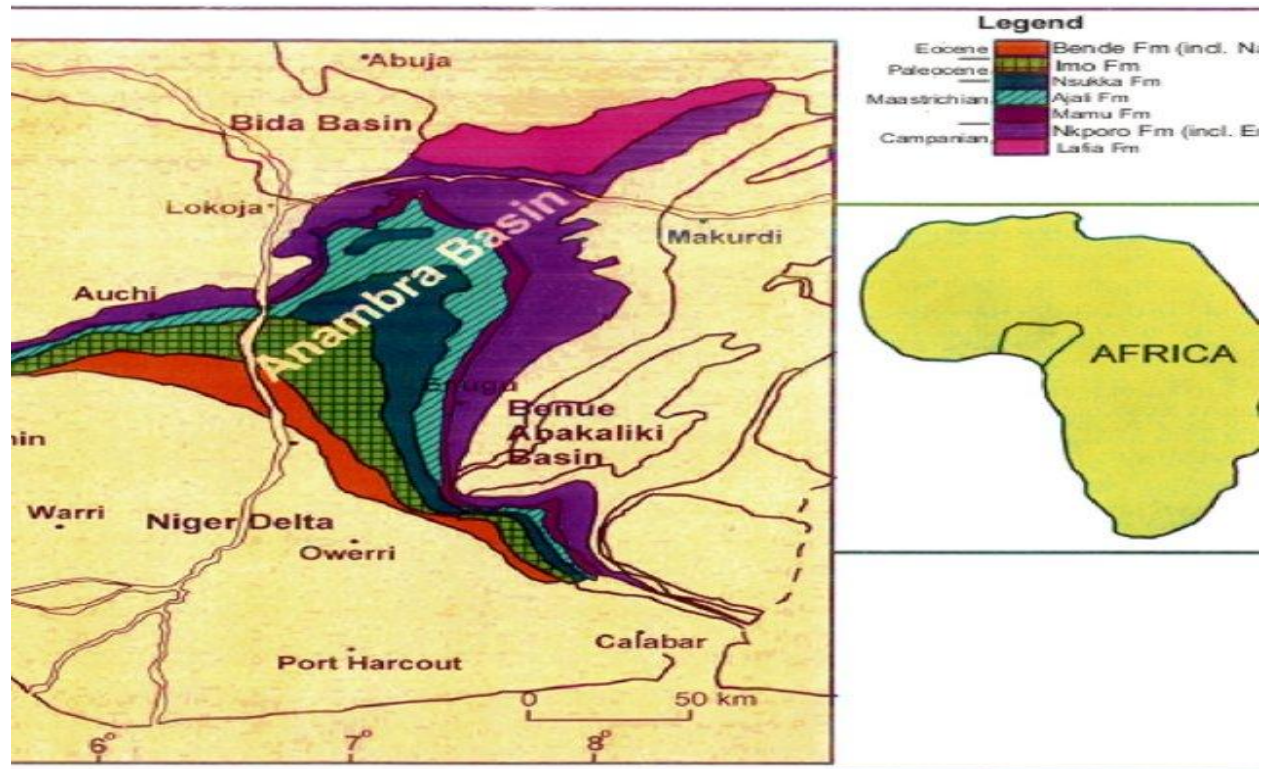 Legend
Eocene
Bende Fm (incl. Na
Imo Fm
Paleocene
Nsukka Fm
Maastrichian
Ajali Fm
Mamu Fm
Campanian
Nkporo Fm (incl. E
Lafia Fm
Abuja
Bida Basin
Lokoja
Makurdi
Anambra Basin
Auchi
AFRICA
Enugu
Benue
Abakaliki
Basin
nin
Warri
Niger Delta
Owerri
Calabar
Port Harcout
0 50 km
6° 7° 8°